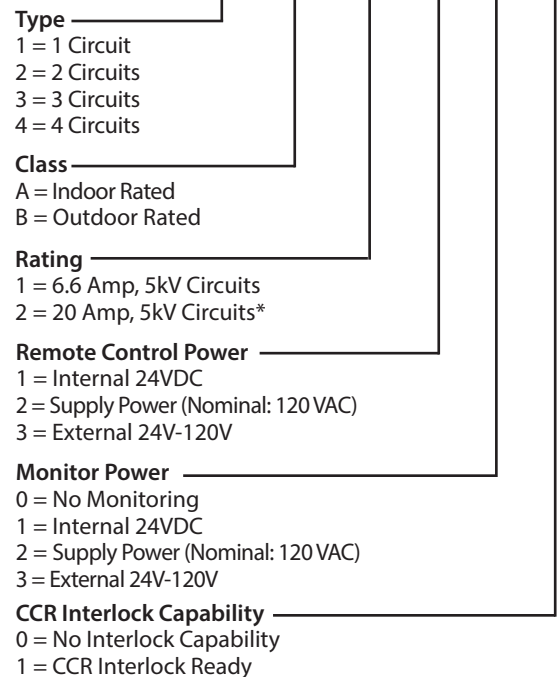 Type
1 = 1 Circuit
2 = 2 Circuits
3 = 3 Circuits
4 = 4 Circuits
Class
A = Indoor Rated
B = Outdoor Rated
Rating
1 = 6.6 Amp, 5kV Circuits
2 = 20 Amp, 5kV Circuits*
Remote Control Power
1 = Internal 24VDC
2 = Supply Power (Nominal: 120 VAC)
3 = External 24V-120V
Monitor Power
0 = No Monitoring
1 = Internal 24VDC
2 = Supply Power (Nominal: 120 VAC)
3 = External 24V-120V
CCR Interlock Capability
0 = No Interlock Capability
1 = CCR Interlock Ready